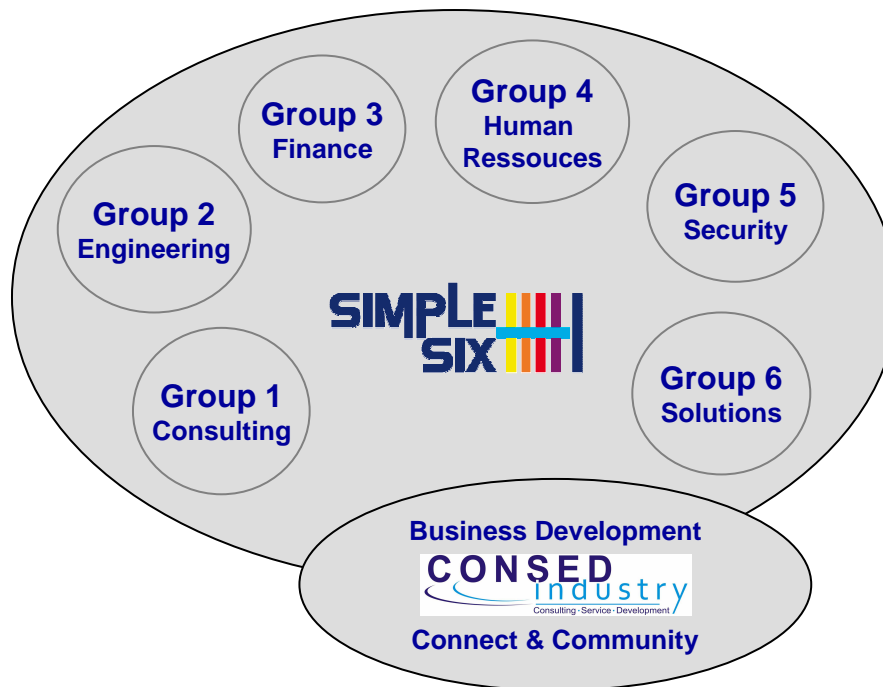 Group 1
Consulting
Group 2
Engineering
Group 3
Finance
Group 4
Human
Ressouces
Group 5
Security
Group 6
Solutions
SIMPLE
SIX
Business Development
CONSED
industry
Consulting·Service·Development
Connect & Community